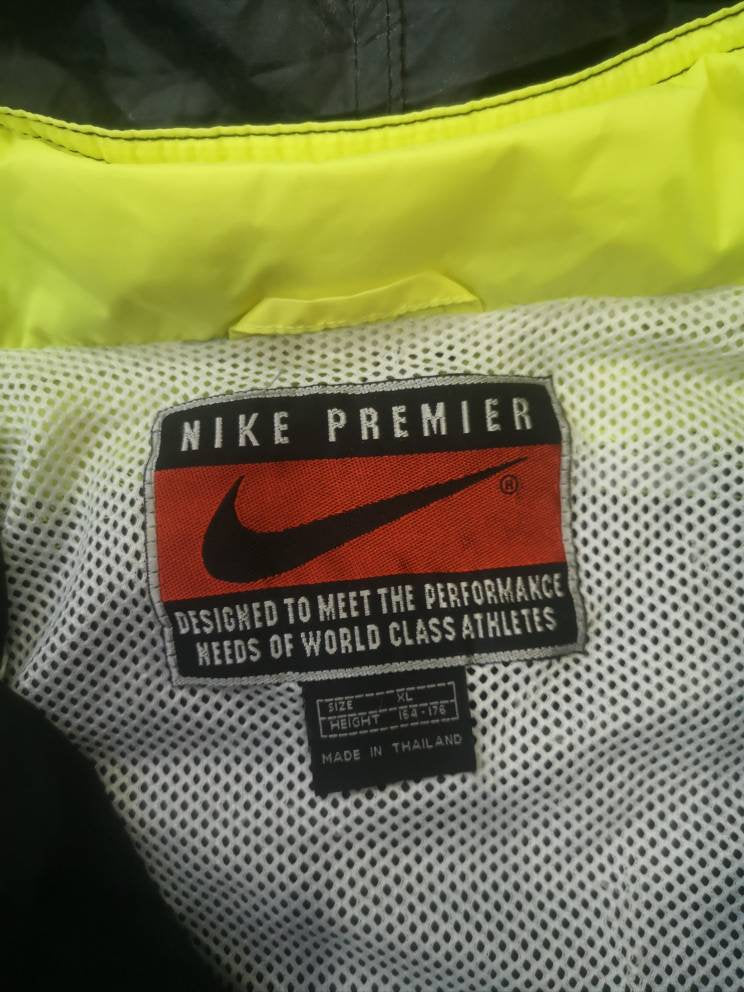 NIKE PREMIER
®
DESIGNED TO MEET THE PERFORMANCE
NEEDS OF WORLD CLASS ATHLETES
SIZE XL
HEIGHT 164-176
MADE IN THAILAND